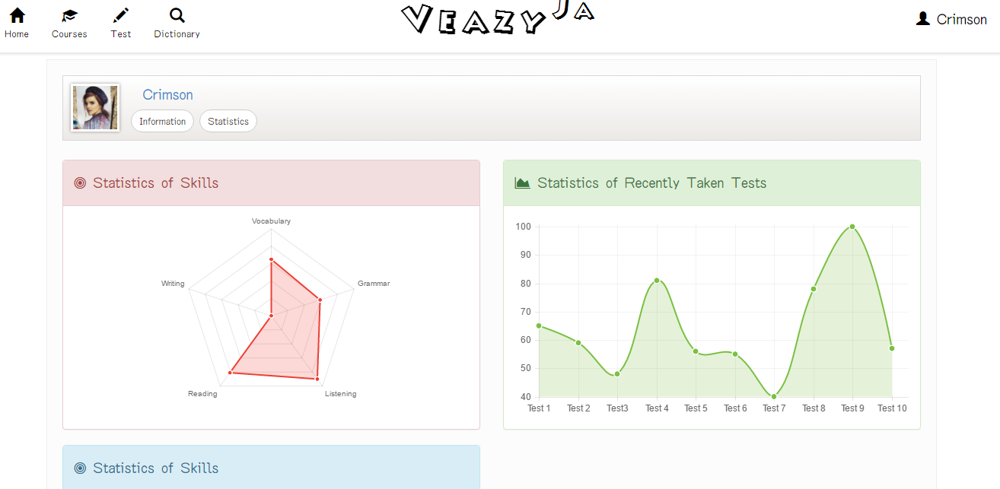 Home Courses Test Dictionary
VEAZY JA
Crimson
Crimson
Information Statistics
Statistics of Skills
Vocabulary
Writing
Grammar
Reading
Listening
Statistics of Recently Taken Tests
100
90
80
70
60
50
40
Test 1 Test 2 Test3 Test 4 Test 5 Test 6 Test 7 Test 8 Test 9 Test 10
Statistics of Skills